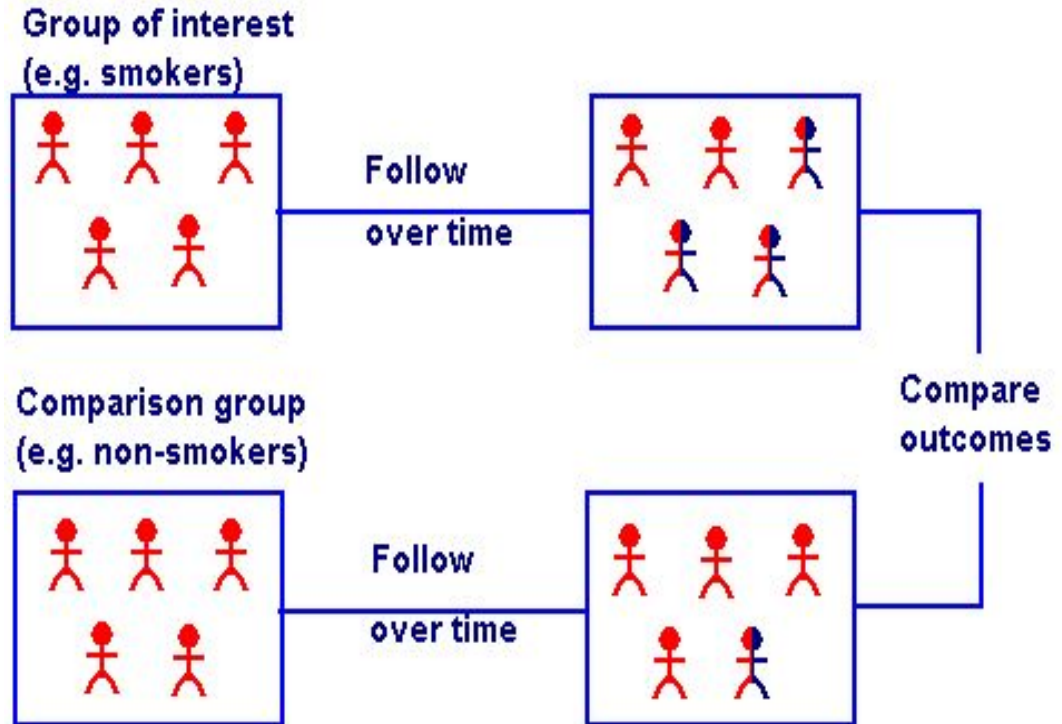 Group of interest
(e.g. smokers)
Follow
over time
Comparison group
(e.g. non-smokers)
Follow
over time
Compare
outcomes